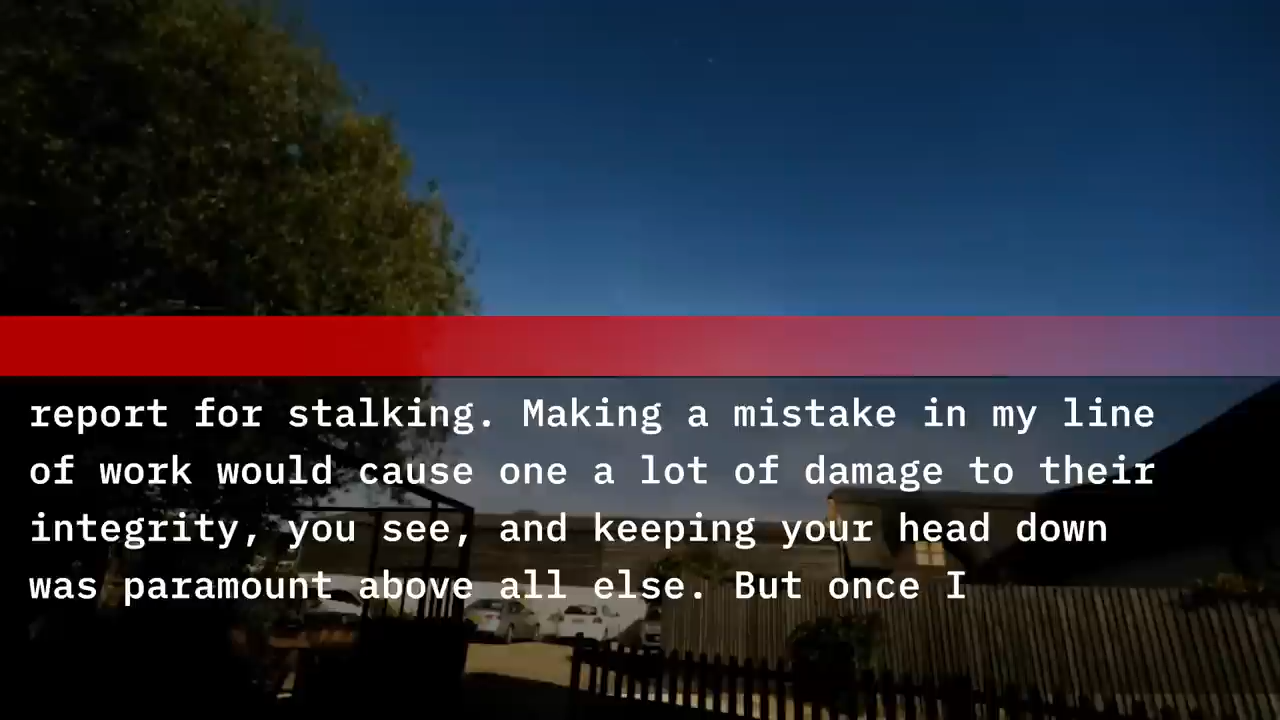 report for stalking. Making a mistake in my line
of work would cause one a lot of damage to their
integrity, you see, and keeping your head down
was paramount above all else. But once I